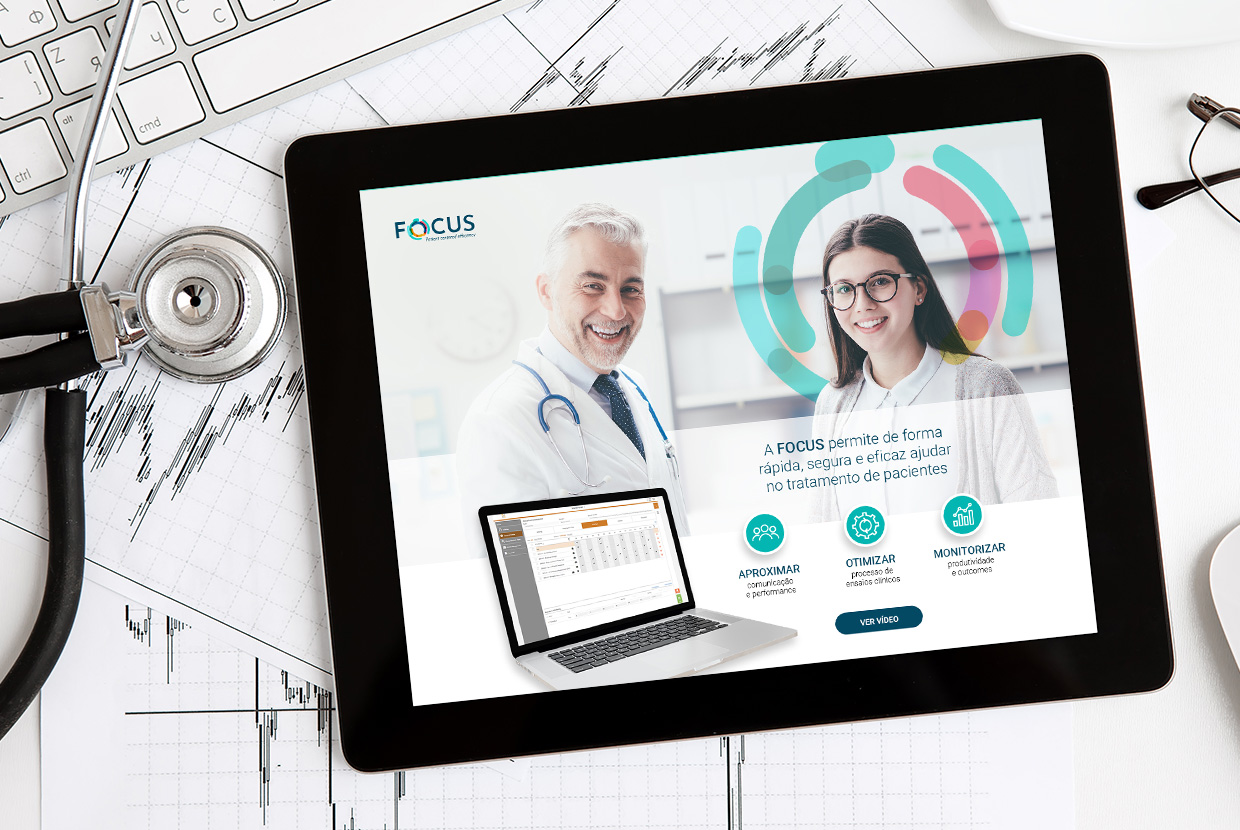 Ф
С
С
Я
Ч
alt
cmd
ctrl
FOCUS
Patient centered efficiency
A FOCUS permite de forma
rápida, segura e eficaz ajudar
no tratamento de pacientes
APROXIMAR
comunicação
e performance
OTIMIZAR
processo de
ensaios clínicos
MONITORIZAR
produtividade
e outcomes
VER VÍDEO